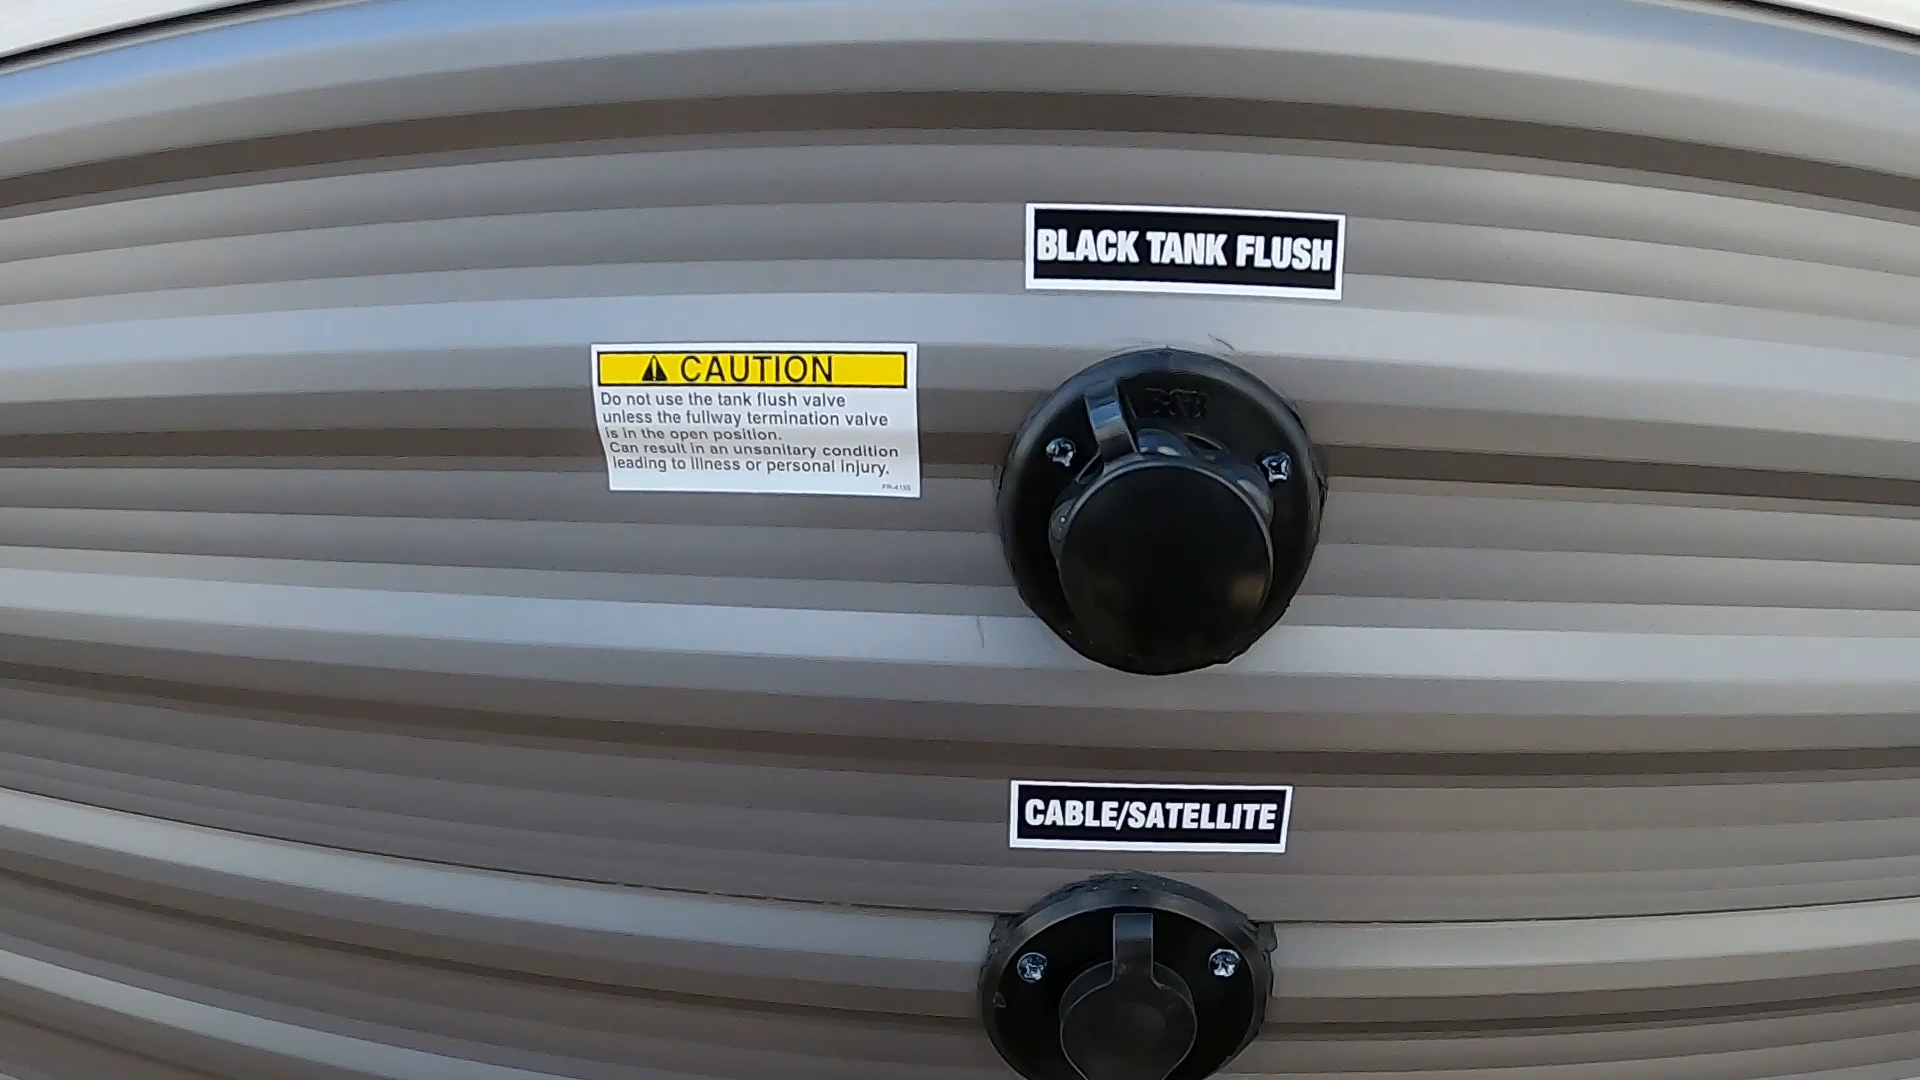 BLACK TANK FLUSH
CAUTION
Do not use the tank flush valve
unless the fullway termination valve
is in the open position.
Can result in an unsanitary condition
leading to illness or personal injury.
CABLE/SATELLITE